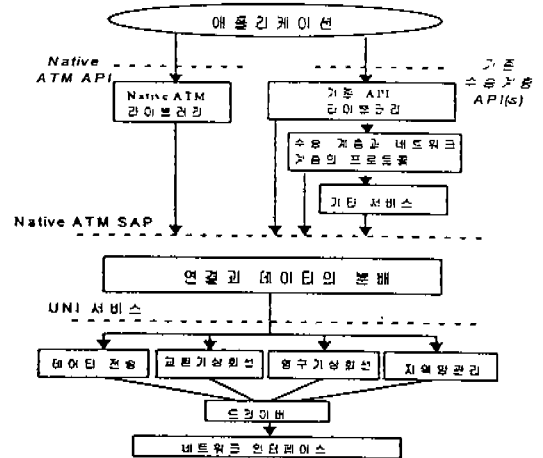 애플리케이션
Native
ATM API
기존
수송계층
API(s)
Native ATM
라이브러리
기존 API
라이브러리
수송 계층과 네트워크
계층의 프로토콜
기타 서비스
Native ATM SAP
연결과 데이터의 분배
UNI 서비스
데이터 전송
교환가상회선
영구가상회선
지역망관리
드라이버
네트워크 인터페이스